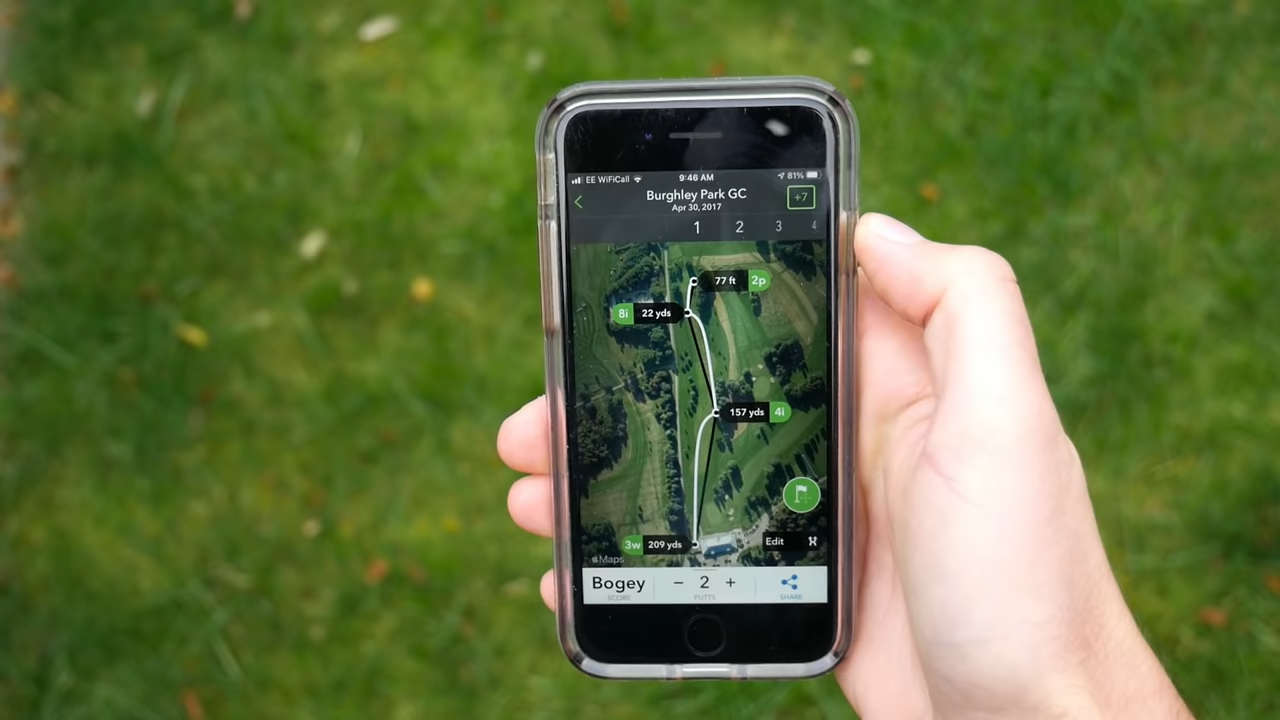 EE WiFiCall 9:46 AM 81%
Burghley Park GC +7
Apr 30, 2017
1 2 3 4
77 ft 2p
8i 22 yds
157 yds 4i
3w 209 yds Edit
Maps
Bogey − 2 +
SCORE PUTTS SHARE